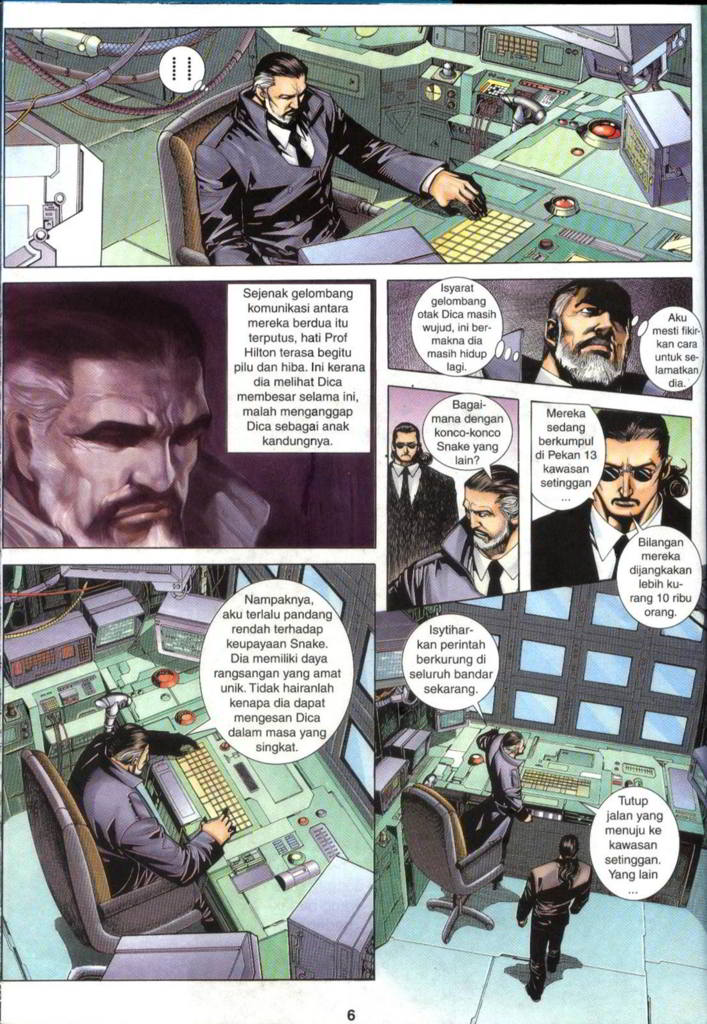 Sejenak gelombang
komunikasi antara
mereka berdua itu
terputus, hati Prof
Hilton terasa begitu
pilu dan hiba. Ini kerana
dia melihat Dica
membesar selama ini,
malah menganggap
Dica sebagai anak
kandungnya.
Isyarat
gelombang
otak Dica masih
wujud, ini ber-
makna dia
masih hidup
lagi.
Aku
mesti fikir-
kan cara
untuk se-
lamatkan
dia.
Bagai-
mana dengan
konco-konco
Snake yang
lain?
Mereka
sedang
berkumpul
di Pekan 13
kawasan
setinggan
...
Bilangan
mereka
dijangkakan
lebih ku-
rang 10 ribu
orang.
Nampaknya,
aku terlalu pandang
rendah terhadap
keupayaan Snake.
Dia memiliki daya
rangsangan yang amat
unik. Tidak hairanlah
kenapa dia dapat
mengesan Dica
dalam masa yang
singkat.
Isytihar-
kan perintah
berkurung di
seluruh bandar
sekarang.
Tutup
jalan yang
menuju ke
kawasan
setinggan.
Yang lain
...
6